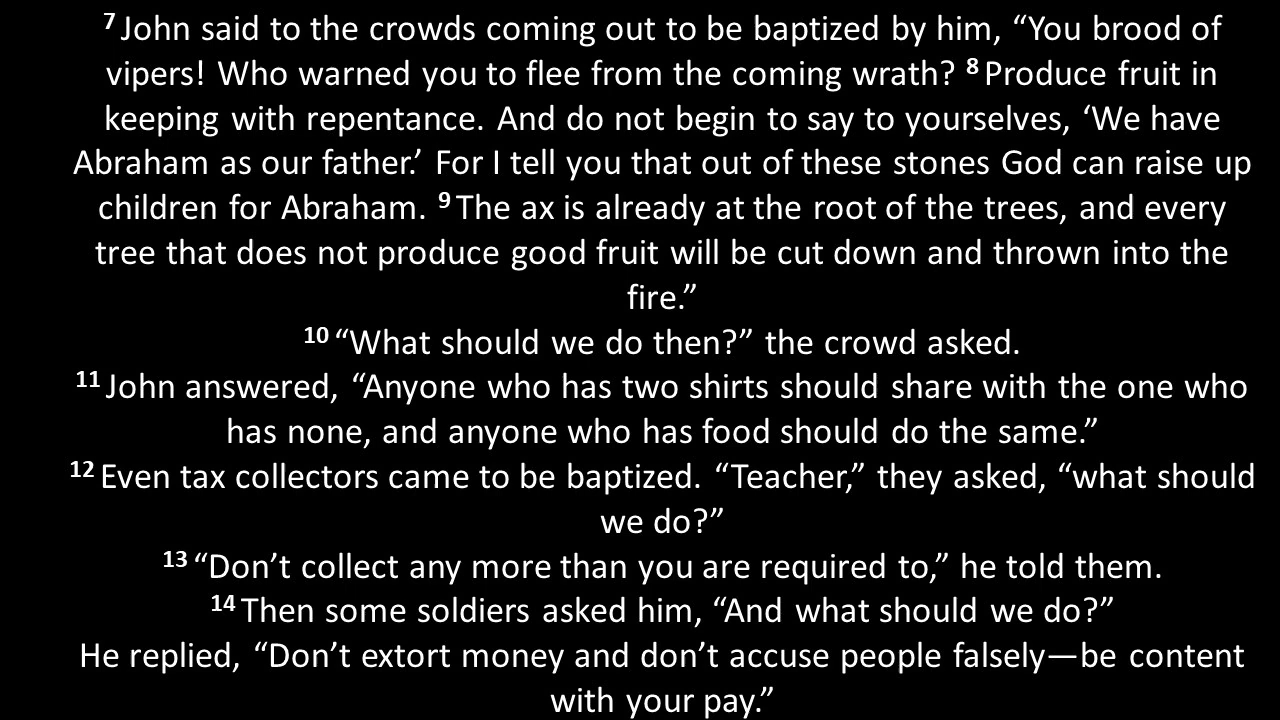 7 John said to the crowds coming out to be baptized by him, “You brood of
vipers! Who warned you to flee from the coming wrath? 8 Produce fruit in
keeping with repentance. And do not begin to say to yourselves, ‘We have
Abraham as our father.’ For I tell you that out of these stones God can raise up
children for Abraham. 9 The ax is already at the root of the trees, and every
tree that does not produce good fruit will be cut down and thrown into the
fire.”
10 “What should we do then?” the crowd asked.
11 John answered, “Anyone who has two shirts should share with the one who
has none, and anyone who has food should do the same.”
12 Even tax collectors came to be baptized. “Teacher,” they asked, “what should
we do?”
13 “Don’t collect any more than you are required to,” he told them.
14 Then some soldiers asked him, “And what should we do?”
He replied, “Don’t extort money and don’t accuse people falsely—be content
with your pay.”